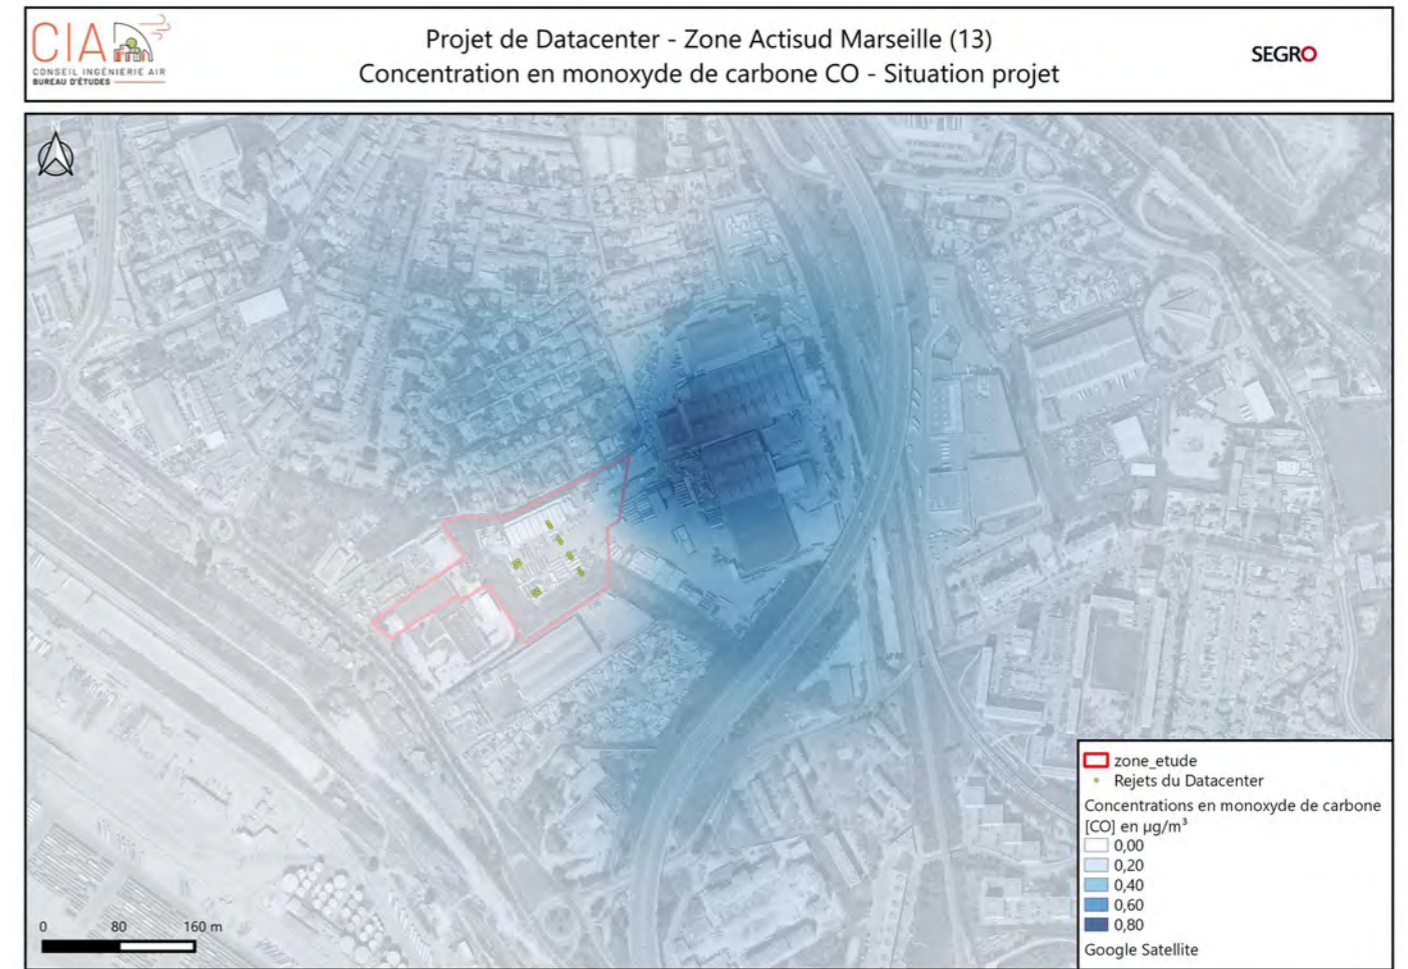 CIA
CONSEIL INGÉNIERIE AIR
BUREAU D'ÉTUDES
Projet de Datacenter - Zone Actisud Marseille (13)
Concentration en monoxyde de carbone CO - Situation projet
SEGRO
zone_etude
Rejets du Datacenter
Concentrations en monoxyde de carbone
[CO] en µg/m³
0,00
0,20
0,40
0,60
0,80
Google Satellite
0 80 160 m